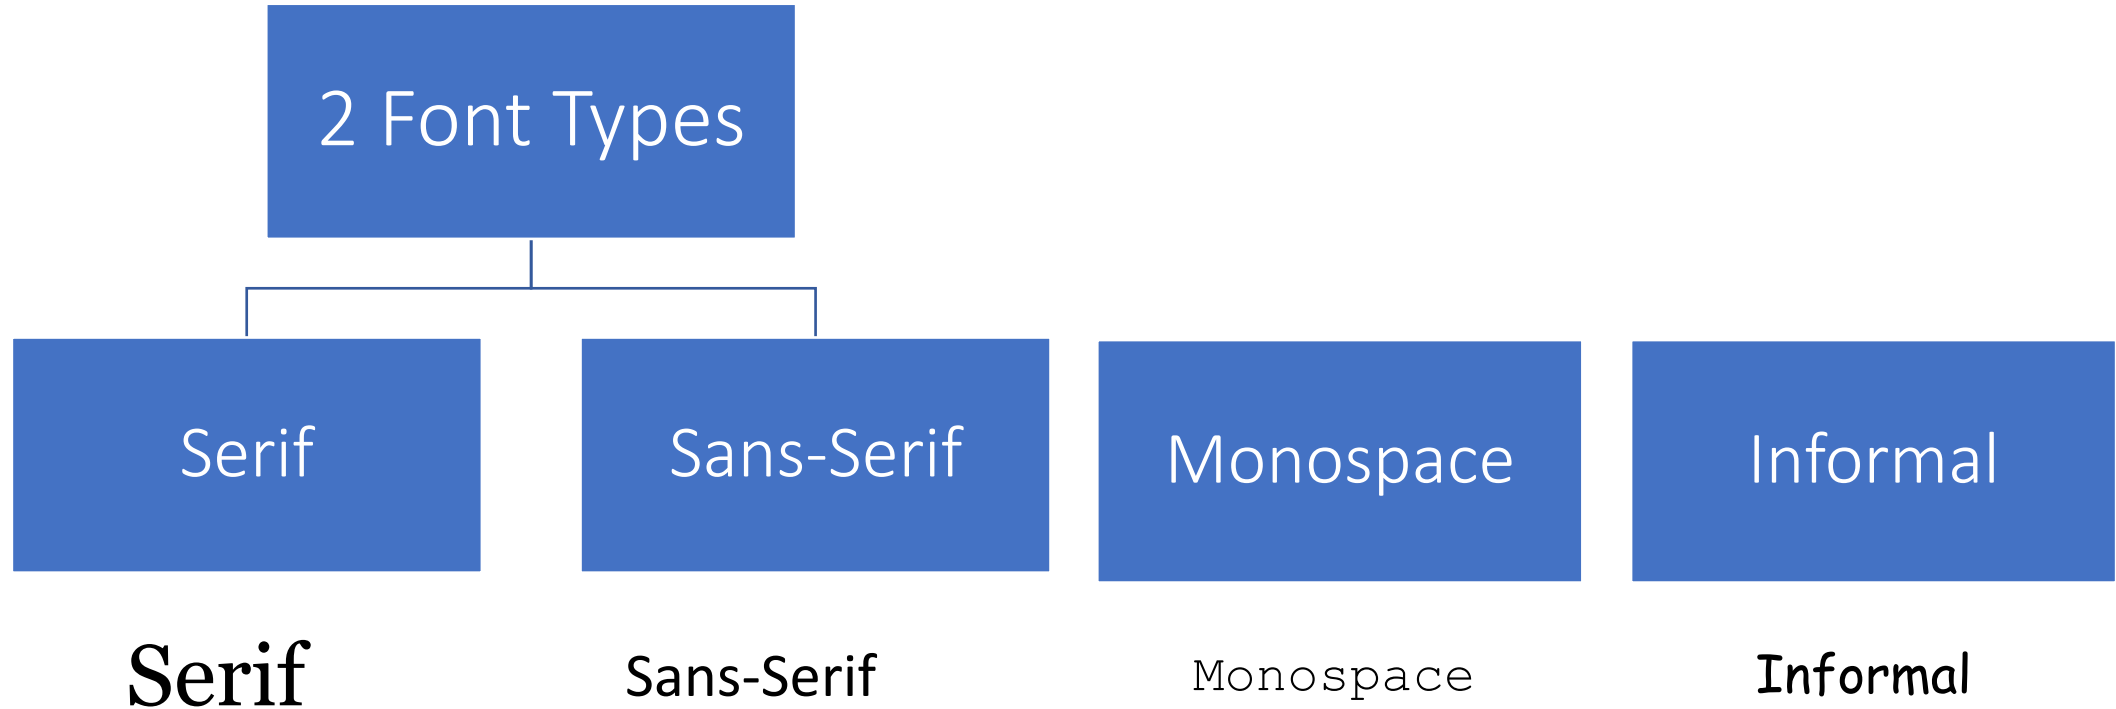 2 Font Types
Serif
Sans-Serif
Monospace
Informal
Serif
Sans-Serif
Monospace
Informal